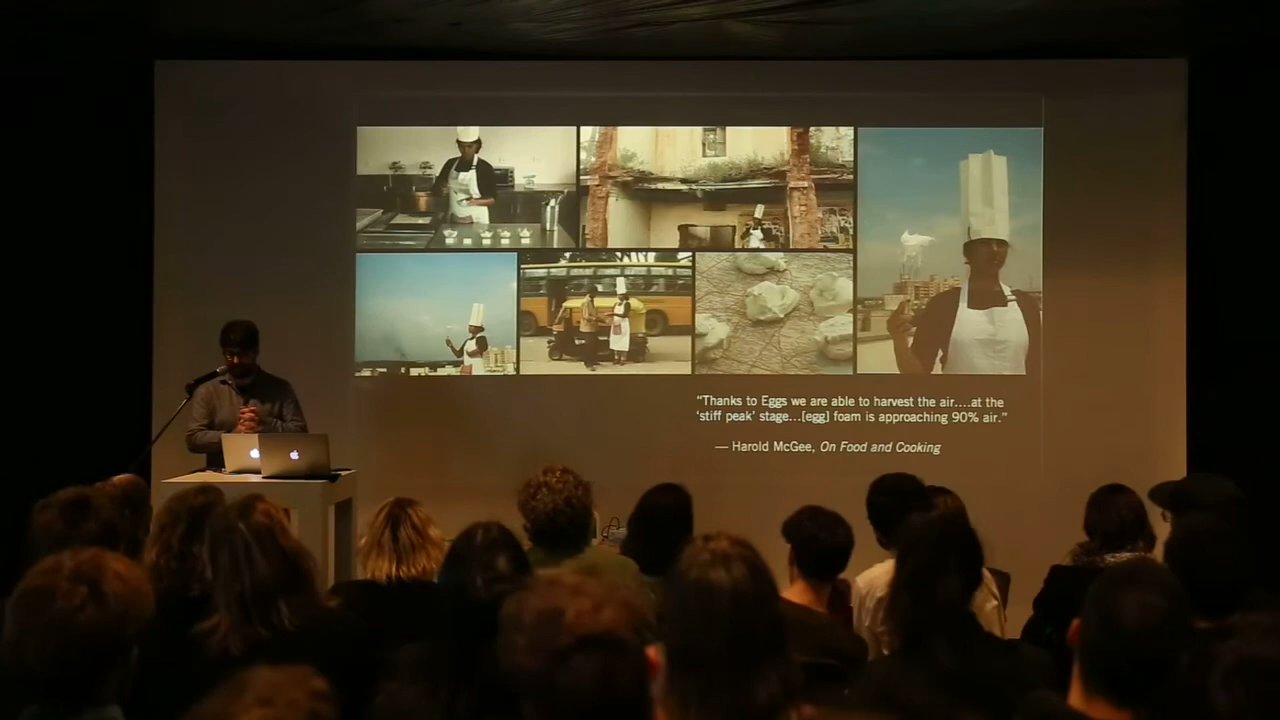 “Thanks to Eggs we are able to harvest the air....at the
‘stiff peak’ stage...[egg] foam is approaching 90% air.”
— Harold McGee, On Food and Cooking